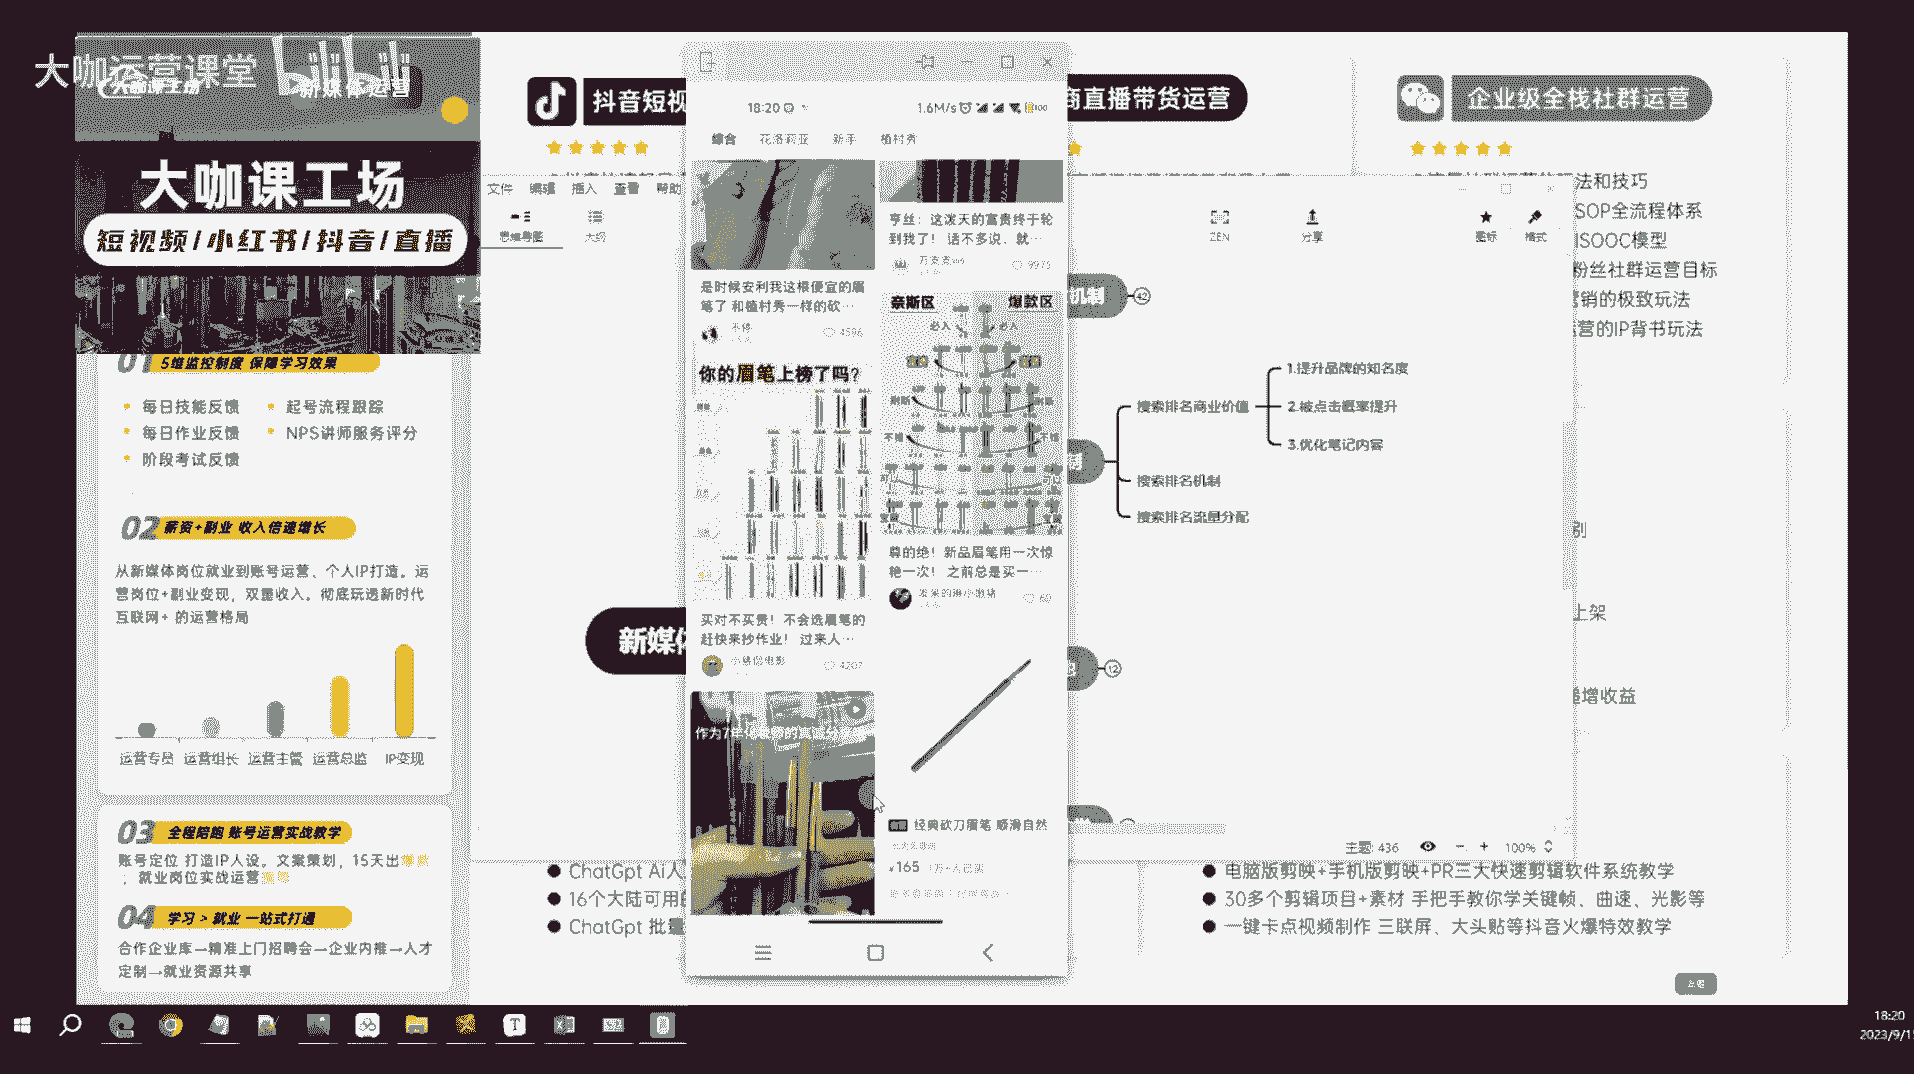 大咖运营课堂
新媒体运营
大咖课工场
短视频/小红书/抖音/直播
01 5维监控制度 保障学习效果
每日技能反馈
起号流程跟踪
每日作业反馈
NPS讲师服务评分
阶段考试反馈
02 薪资+副业 收入倍速增长
从新媒体岗位就业到账号运营、个人IP打造。运
营岗位+副业变现，双重收入。彻底玩透新时代
互联网+ 的运营格局
运营专员 运营组长 运营主管 运营总监 IP变现
03 全程陪跑 账号运营实战教学
账号定位 打造IP人设。文案策划，15天出
；就业岗位实战运营
04 学习 > 就业 一站式打通
合作企业库→精准上门招聘会→企业内推→人才
定制→就业资源共享
抖音短视
商直播带货运营
企业级全栈社群运营
文件 编辑 插入 查看 帮助
思维导图 大纲
ZEN
分享
图标
格式
18:20
1.6M/s
综合 花洛莉亚 新手 植村秀
是时候安利我这根便宜的眉
笔了 和植村秀一样的砍…
不停
4596
你的眉笔上榜了吗?
买对不买贵！不会选眉笔的
赶快来抄作业！ 过来人…
4207
作为7年
亨丝：这泼天的富贵终于轮
到我了！ 话不多说，就…
9975
奈斯区 爆款区
必入 必入
尊的绝！新品眉笔用一次惊
艳一次！ 之前总是买一…
60
经典砍刀眉笔 顺滑自然
¥165
新媒体
机制
42
制
搜索排名商业价值
1.提升品牌的知名度
2.被点击概率提升
3.优化笔记内容
搜索排名机制
搜索排名流量分配
12
主题: 436
100%
法和技巧
SOP全流程体系
ISOOC模型
粉丝社群运营目标
营销的极致玩法
运营的IP背书玩法
别
上架
递增收益
ChatGpt AI人
16个大陆可用的
ChatGpt 批量
电脑版剪映+手机版剪映+PR三大快速剪辑软件系统教学
30多个剪辑项目+素材 手把手教你学关键帧、曲速、光影等
一键卡点视频制作 三联屏、大头贴等抖音火爆特效教学
18:20